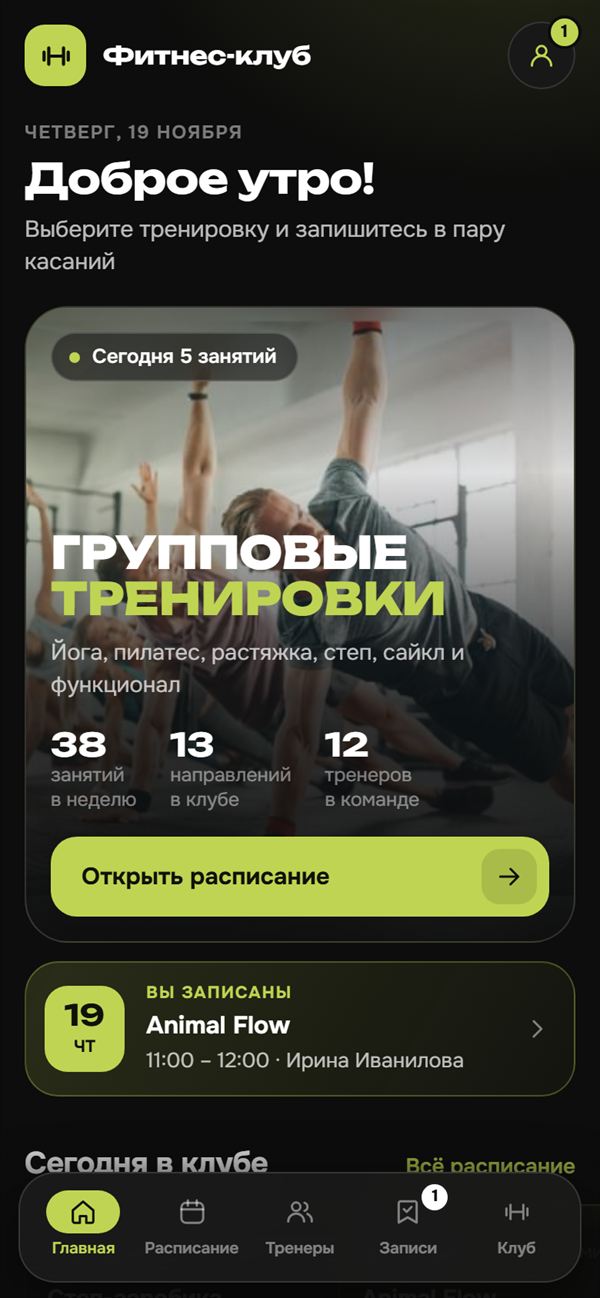 Фитнес-клуб
1
ЧЕТВЕРГ, 19 НОЯБРЯ
Доброе утро!
Выберите тренировку и запишитесь в пару
касаний
Сегодня 5 занятий
ГРУППОВЫЕ
ТРЕНИРОВКИ
Йога, пилатес, растяжка, степ, сайкл и
функционал
38 13 12
занятий направлений тренеров
в неделю в клубе в команде
Открыть расписание
19
ЧТ
ВЫ ЗАПИСАНЫ
Animal Flow
11:00 – 12:00 · Ирина Иванилова
Сегодня в клубе Всё расписание
1
Главная Расписание Тренеры Записи Клуб